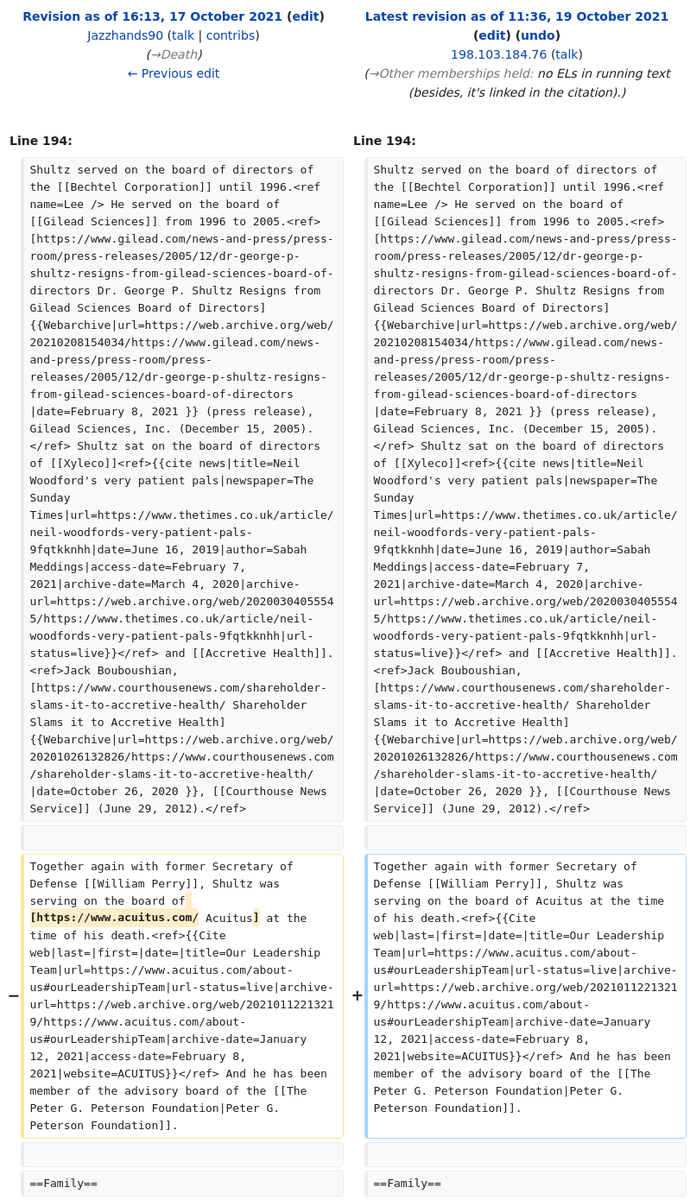 Revision as of 16:13, 17 October 2021 (edit)
Jazzhands90 (talk | contribs)
(→Death)
← Previous edit
Latest revision as of 11:36, 19 October 2021
(edit) (undo)
198.103.184.76 (talk)
(→Other memberships held: no ELs in running text
(besides, it's linked in the citation).)
Line 194:
Shultz served on the board of directors of
the [[Bechtel Corporation]] until 1996.<ref
name=Lee /> He served on the board of
[[Gilead Sciences]] from 1996 to 2005.<ref>
[https://www.gilead.com/news-and-press/press-
room/press-releases/2005/12/dr-george-p-
shultz-resigns-from-gilead-sciences-board-of-
directors Dr. George P. Shultz Resigns from
Gilead Sciences Board of Directors]
{{Webarchive|url=https://web.archive.org/web/
20210208154034/https://www.gilead.com/news-
and-press/press-room/press-
releases/2005/12/dr-george-p-shultz-resigns-
from-gilead-sciences-board-of-directors
|date=February 8, 2021 }} (press release),
Gilead Sciences, Inc. (December 15, 2005).
</ref> Shultz sat on the board of directors
of [[Xyleco]]<ref>{{cite news|title=Neil
Woodford's very patient pals|newspaper=The
Sunday
Times|url=https://www.thetimes.co.uk/article/
neil-woodfords-very-patient-pals-
9fqtkknhh|date=June 16, 2019|author=Sabah
Meddings|access-date=February 7,
2021|archive-date=March 4, 2020|archive-
url=https://web.archive.org/web/2020030405554
5/https://www.thetimes.co.uk/article/neil-
woodfords-very-patient-pals-9fqtkknhh|url-
status=live}}</ref> and [[Accretive Health]].
<ref>Jack Bouboushian,
[https://www.courthousenews.com/shareholder-
slams-it-to-accretive-health/ Shareholder
Slams it to Accretive Health]
{{Webarchive|url=https://web.archive.org/web/
20201026132826/https://www.courthousenews.com
/shareholder-slams-it-to-accretive-health/
|date=October 26, 2020 }}, [[Courthouse News
Service]] (June 29, 2012).</ref>
−
Together again with former Secretary of
Defense [[William Perry]], Shultz was
serving on the board of
[https://www.acuitus.com/ Acuitus] at the
time of his death.<ref>{{Cite
web|last=|first=|date=|title=Our Leadership
Team|url=https://www.acuitus.com/about-
us#ourLeadershipTeam|url-status=live|archive-
url=https://web.archive.org/web/2021011221321
9/https://www.acuitus.com/about-
us#ourLeadershipTeam|archive-date=January
12, 2021|access-date=February 8,
2021|website=ACUITUS}}</ref> And he has been
member of the advisory board of the [[The
Peter G. Peterson Foundation|Peter G.
Peterson Foundation]].
==Family==
Line 194:
Shultz served on the board of directors of
the [[Bechtel Corporation]] until 1996.<ref
name=Lee /> He served on the board of
[[Gilead Sciences]] from 1996 to 2005.<ref>
[https://www.gilead.com/news-and-press/press-
room/press-releases/2005/12/dr-george-p-
shultz-resigns-from-gilead-sciences-board-of-
directors Dr. George P. Shultz Resigns from
Gilead Sciences Board of Directors]
{{Webarchive|url=https://web.archive.org/web/
20210208154034/https://www.gilead.com/news-
and-press/press-room/press-
releases/2005/12/dr-george-p-shultz-resigns-
from-gilead-sciences-board-of-directors
|date=February 8, 2021 }} (press release),
Gilead Sciences, Inc. (December 15, 2005).
</ref> Shultz sat on the board of directors
of [[Xyleco]]<ref>{{cite news|title=Neil
Woodford's very patient pals|newspaper=The
Sunday
Times|url=https://www.thetimes.co.uk/article/
neil-woodfords-very-patient-pals-
9fqtkknhh|date=June 16, 2019|author=Sabah
Meddings|access-date=February 7,
2021|archive-date=March 4, 2020|archive-
url=https://web.archive.org/web/2020030405554
5/https://www.thetimes.co.uk/article/neil-
woodfords-very-patient-pals-9fqtkknhh|url-
status=live}}</ref> and [[Accretive Health]].
<ref>Jack Bouboushian,
[https://www.courthousenews.com/shareholder-
slams-it-to-accretive-health/ Shareholder
Slams it to Accretive Health]
{{Webarchive|url=https://web.archive.org/web/
20201026132826/https://www.courthousenews.com
/shareholder-slams-it-to-accretive-health/
|date=October 26, 2020 }}, [[Courthouse News
Service]] (June 29, 2012).</ref>
+
Together again with former Secretary of
Defense [[William Perry]], Shultz was
serving on the board of Acuitus at the time
of his death.<ref>{{Cite
web|last=|first=|date=|title=Our Leadership
Team|url=https://www.acuitus.com/about-
us#ourLeadershipTeam|url-status=live|archive-
url=https://web.archive.org/web/2021011221321
9/https://www.acuitus.com/about-
us#ourLeadershipTeam|archive-date=January
12, 2021|access-date=February 8,
2021|website=ACUITUS}}</ref> And he has been
member of the advisory board of the [[The
Peter G. Peterson Foundation|Peter G.
Peterson Foundation]].
==Family==